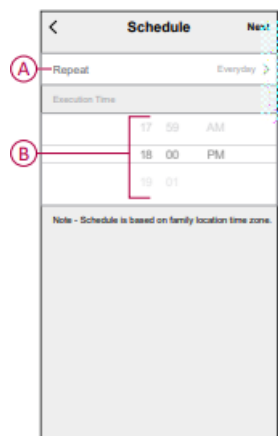 Schedule Next
A Repeat Everyday
Execution Time
17 59 AM
B 18 00 PM
19 01
Note - Schedule is based on family location time zone.